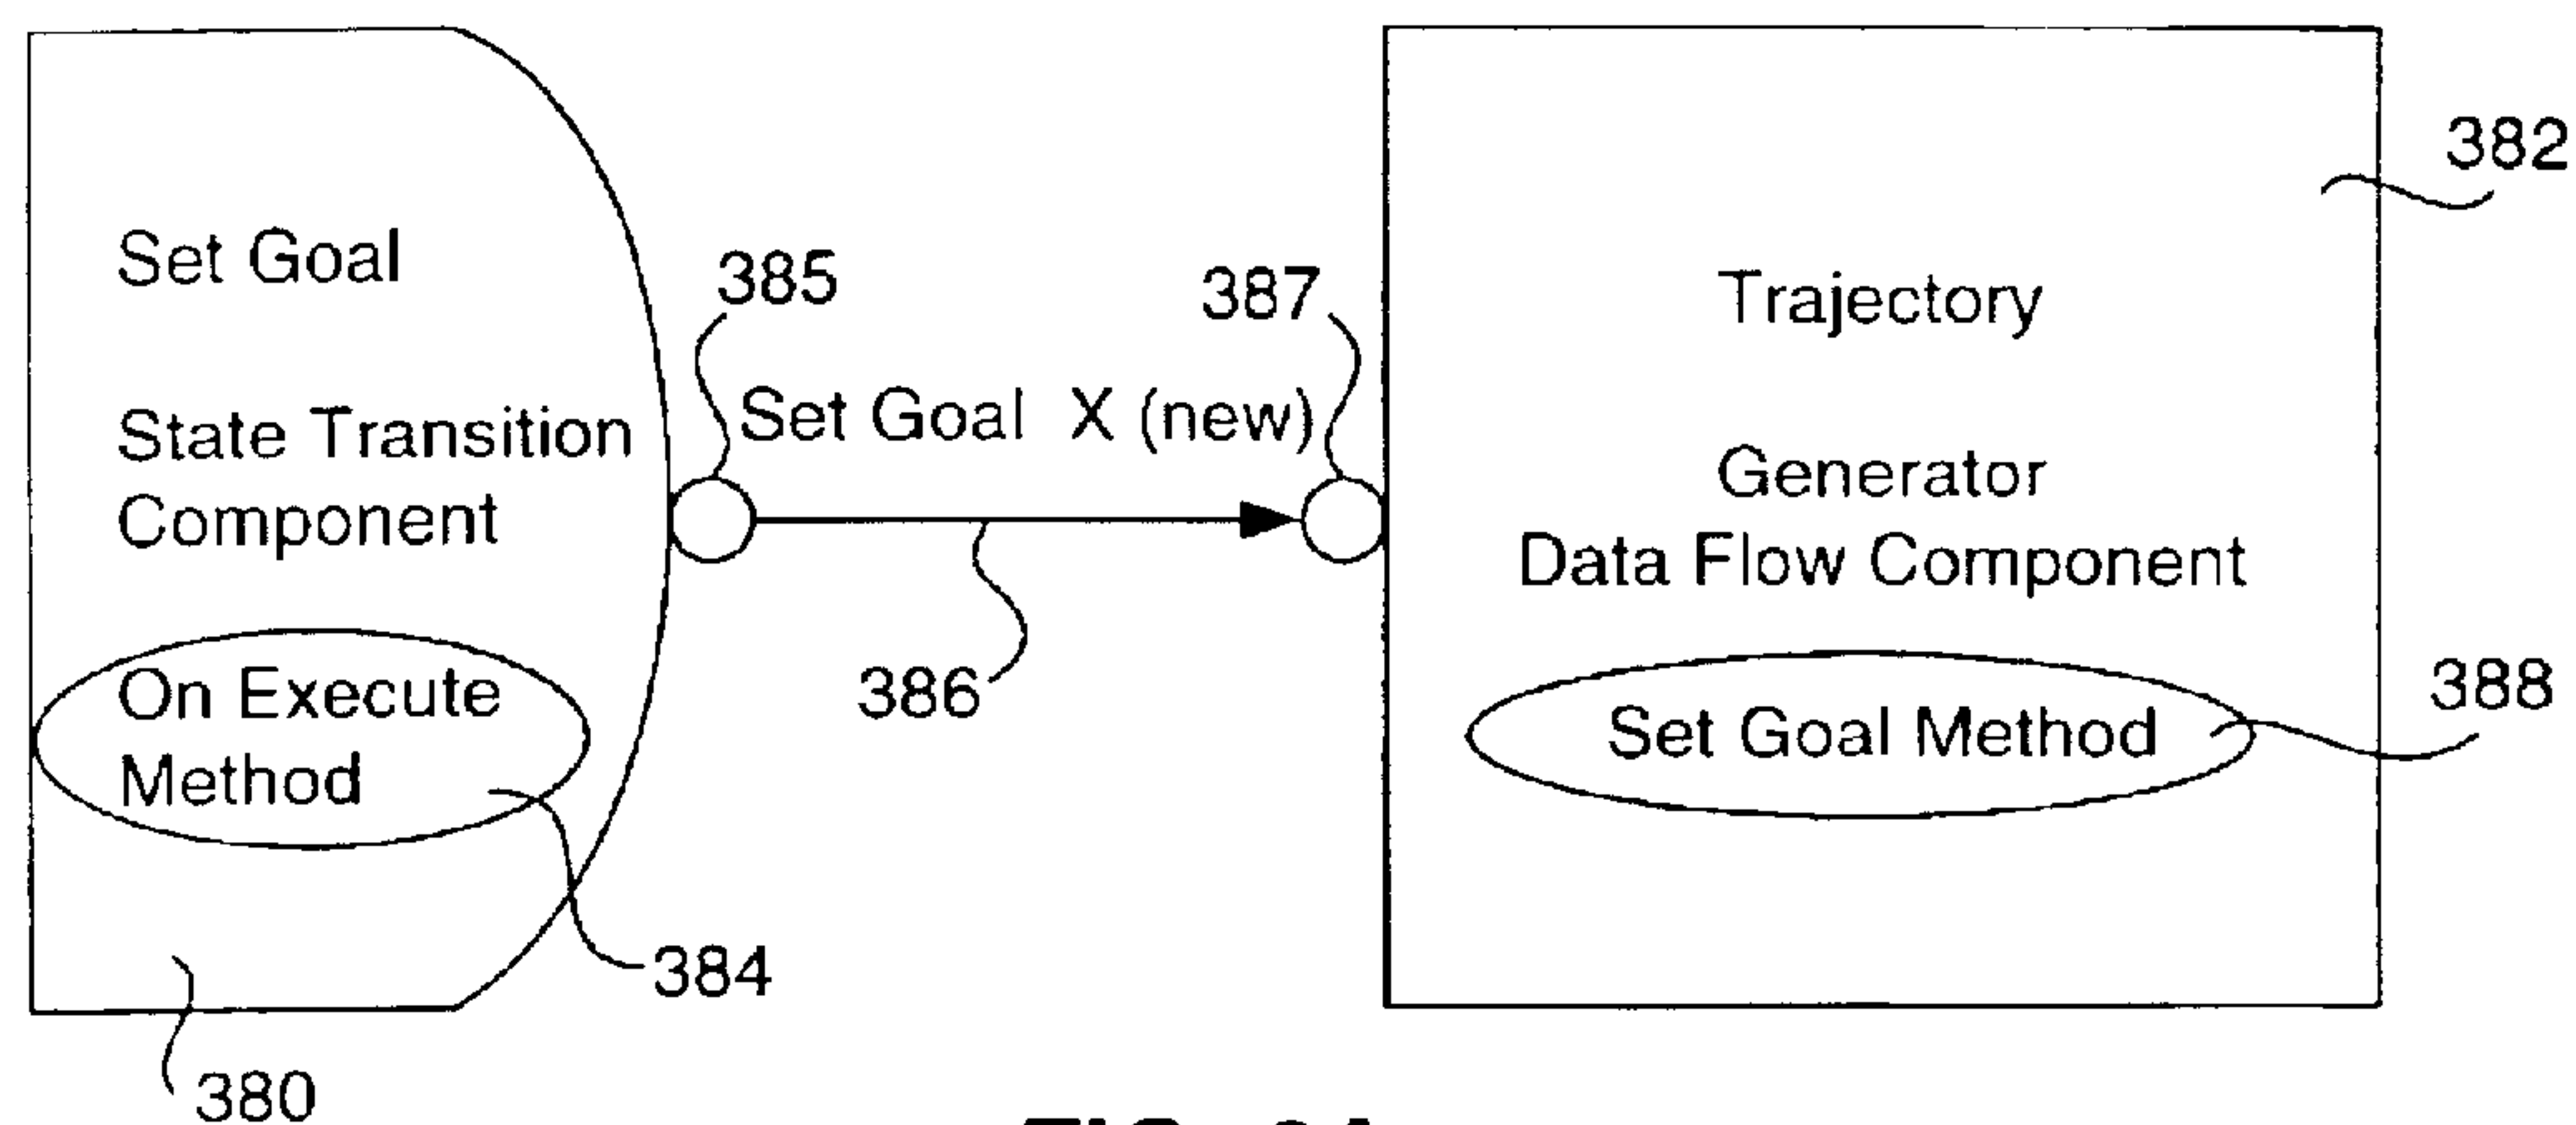 382
Set Goal
385
387
Trajectory
Set Goal X (new)
State Transition
Component
Generator
Data Flow Component
On Execute
Method
386
Set Goal Method
388
384
380